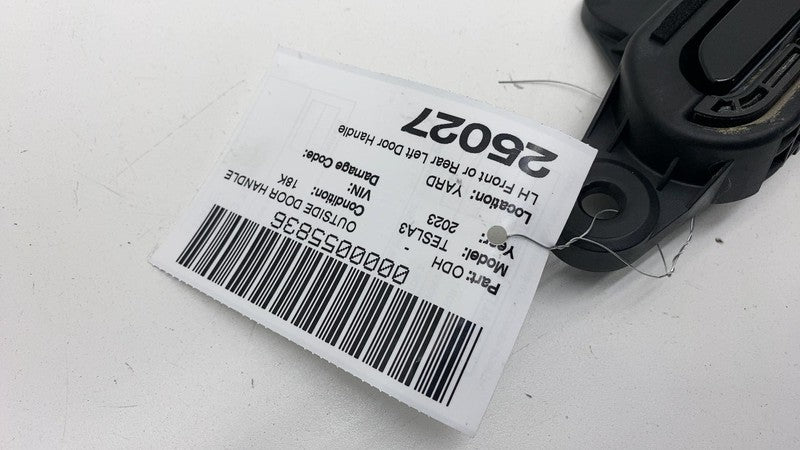 0000055836
Part: ODH - OUTSIDE DOOR HANDLE
Model: TESLA3 Condition: 18K
Year: 2023 VIN:
Location: YARD Damage Code:
LH Front or Rear Left Door Handle
25027